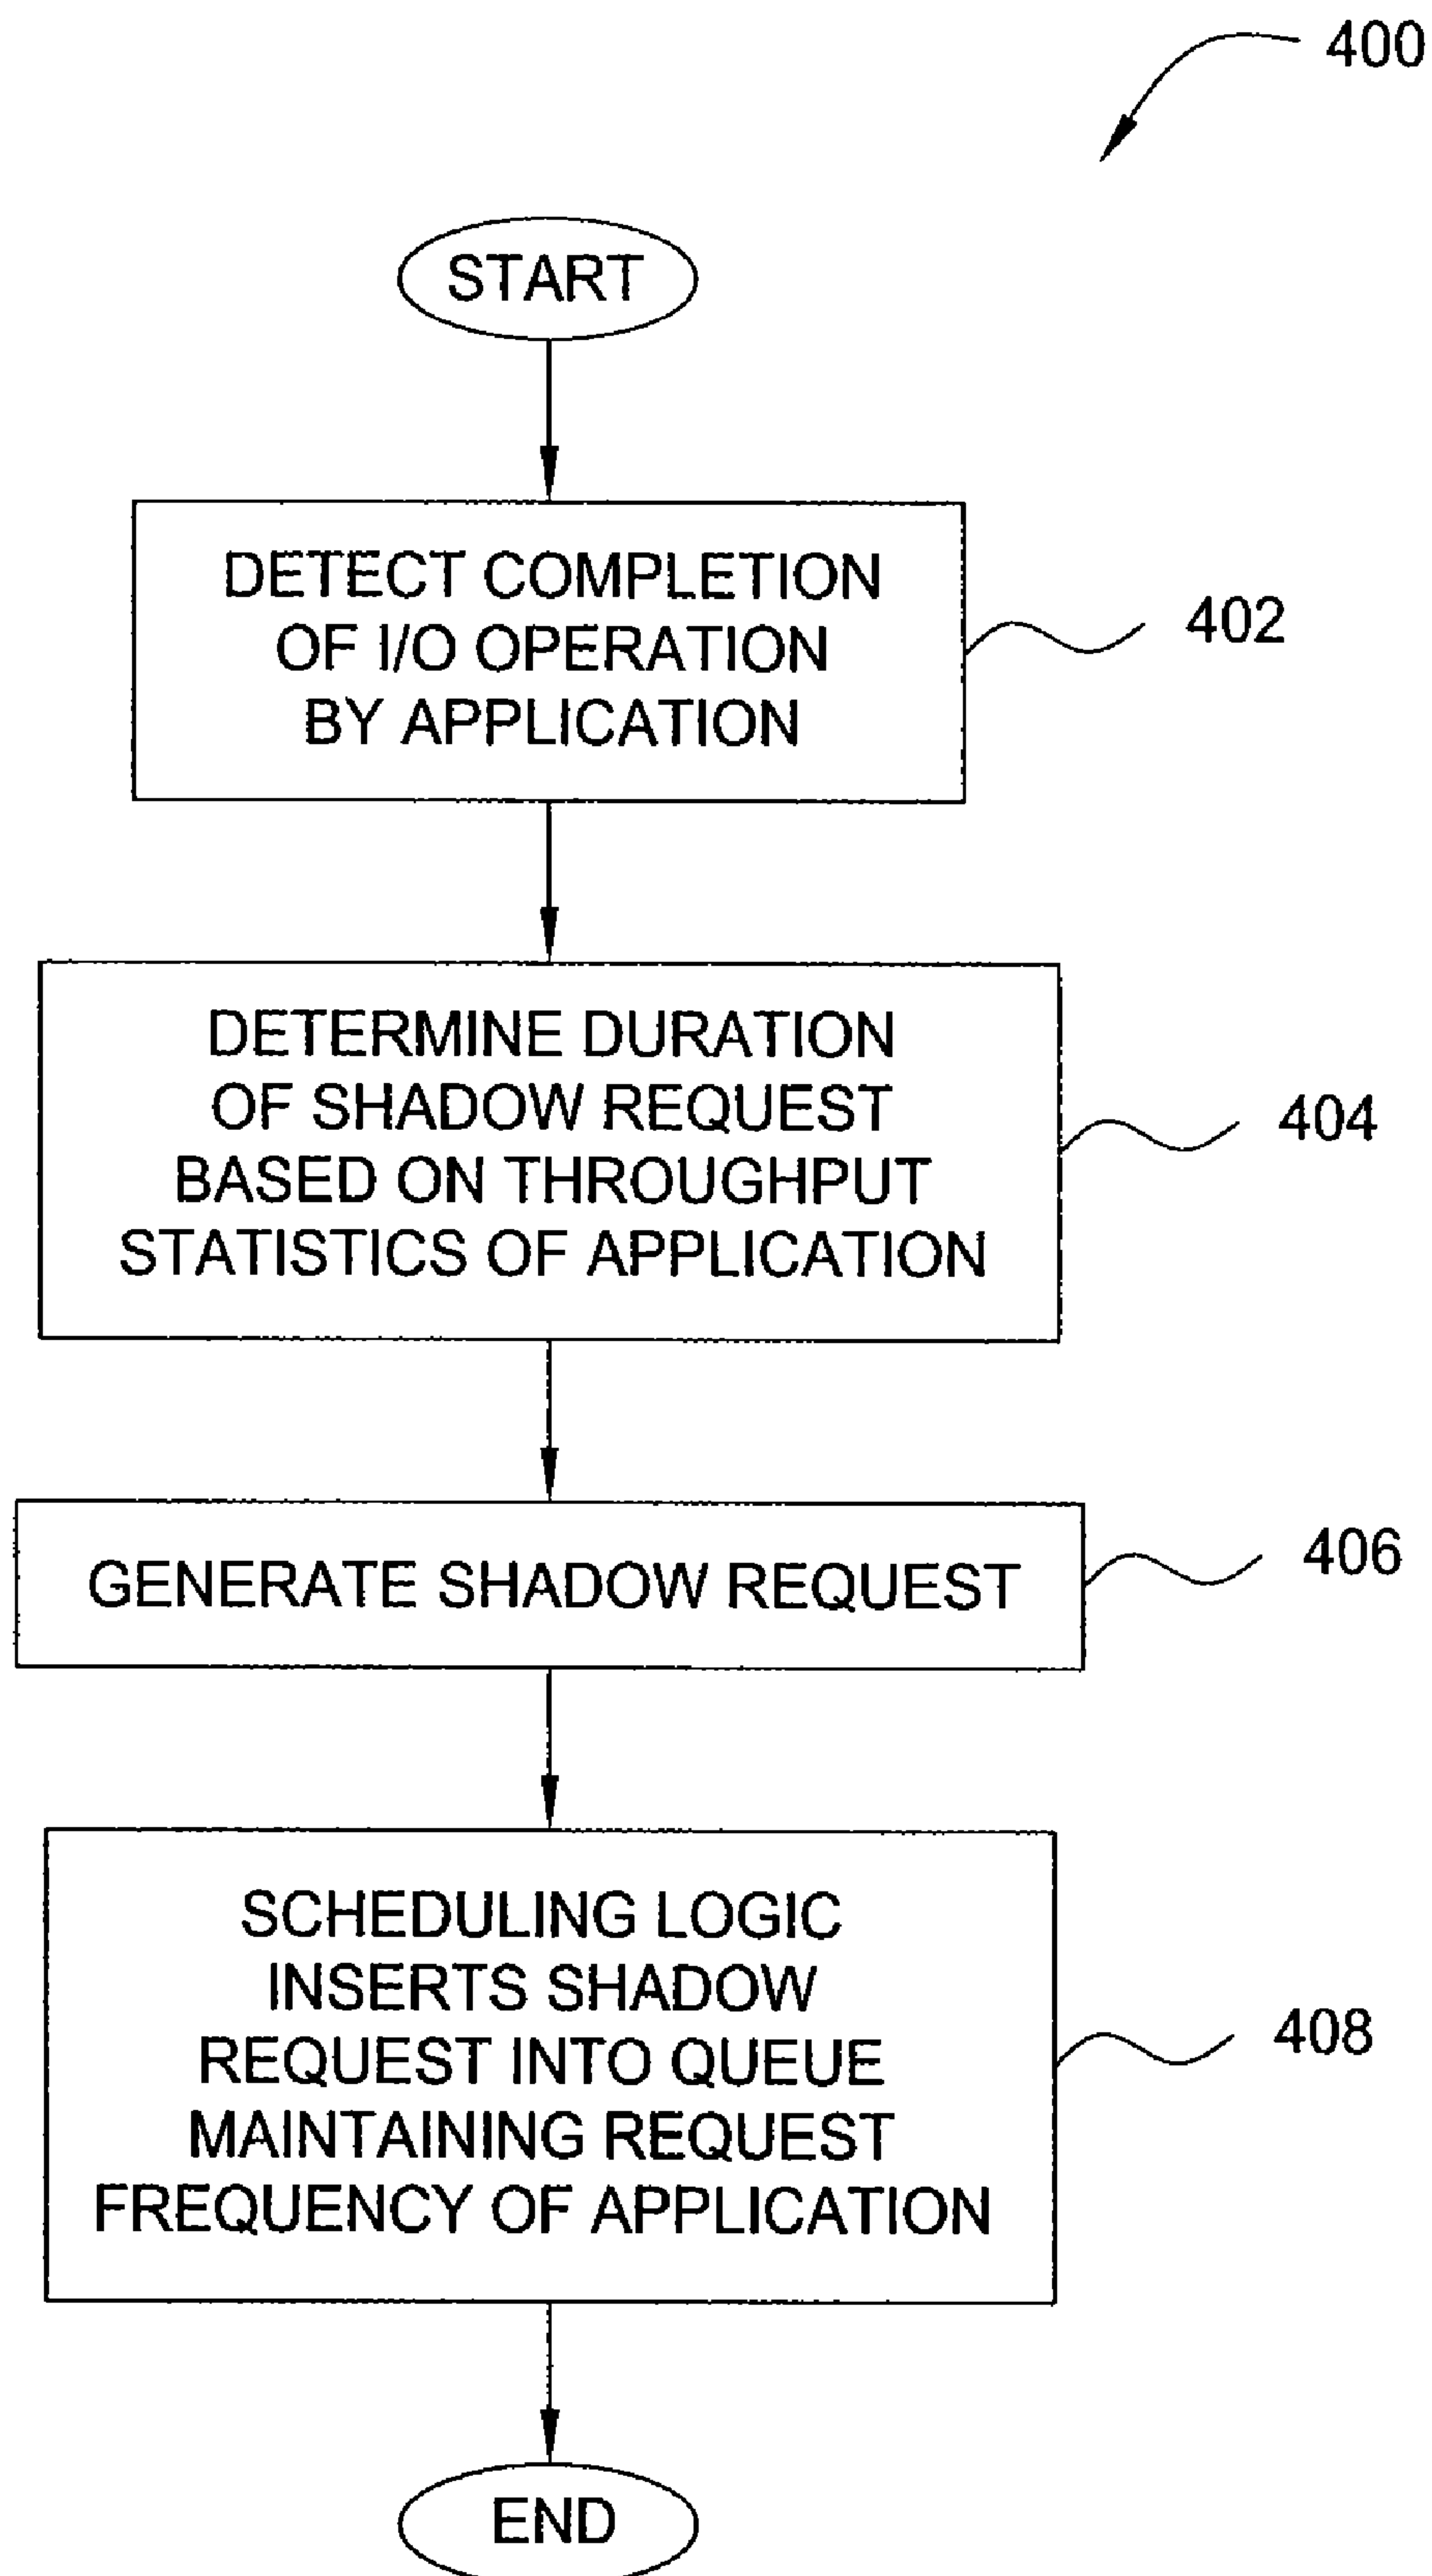 400
START
DETECT COMPLETION
OF I/O OPERATION
BY APPLICATION
402
DETERMINE DURATION
OF SHADOW REQUEST
BASED ON THROUGHPUT
STATISTICS OF APPLICATION
404
GENERATE SHADOW REQUEST
406
SCHEDULING LOGIC
INSERTS SHADOW
REQUEST INTO QUEUE
MAINTAINING REQUEST
FREQUENCY OF APPLICATION
408
END